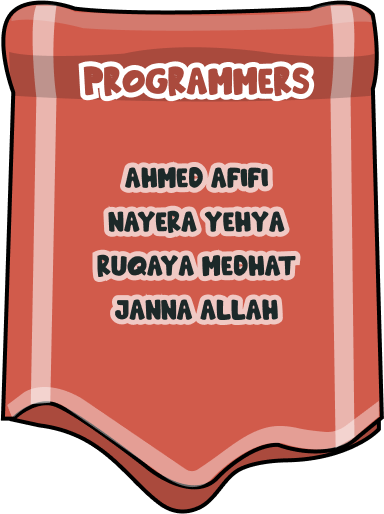 PROGRAMMERS
AHMED AFIFI
NAYERA YEHYA
RUQAYA MEDHAT
JANNA ALLAH